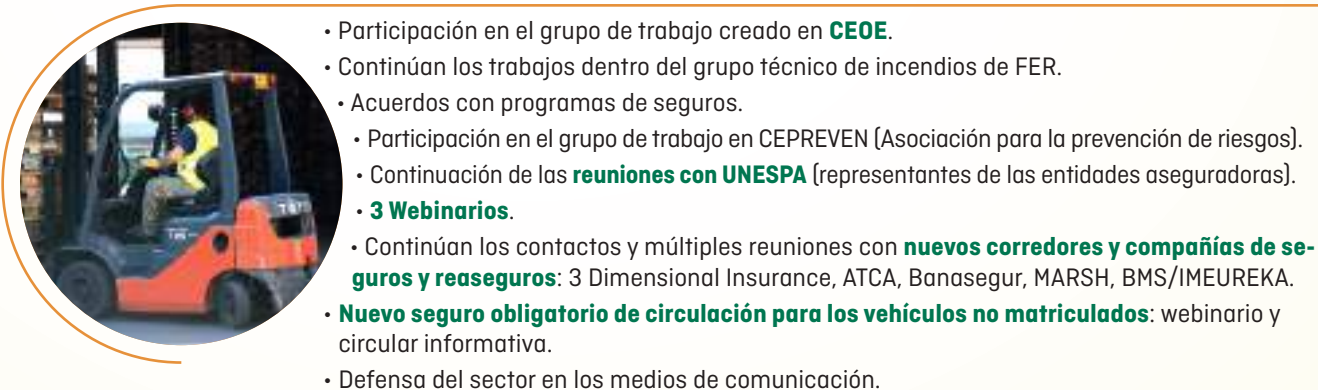 • Participación en el grupo de trabajo creado en CEOE.
• Continúan los trabajos dentro del grupo técnico de incendios de FER.
• Acuerdos con programas de seguros.
• Participación en el grupo de trabajo en CEPREVEN (Asociación para la prevención de riesgos).
• Continuación de las reuniones con UNESPA (representantes de las entidades aseguradoras).
• 3 Webinarios.
• Continúan los contactos y múltiples reuniones con nuevos corredores y compañías de se-
guros y reaseguros: 3 Dimensional Insurance, ATCA, Banasegur, MARSH, BMS/IMEUREKA.
• Nuevo seguro obligatorio de circulación para los vehículos no matriculados: webinario y
circular informativa.
• Defensa del sector en los medios de comunicación.